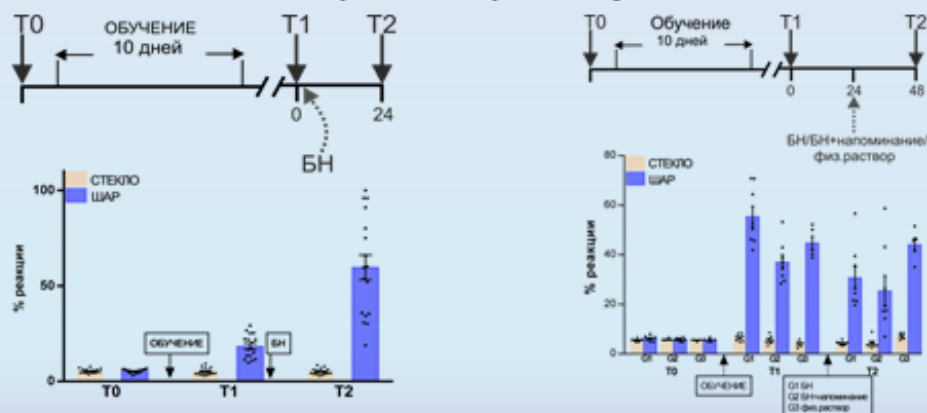 T0
ОБУЧЕНИЕ
10 дней
T1
T2
0
24
БН
СТЕКЛО
ШАР
% реакции
100
50
0
ОБУЧЕНИЕ
БН
T0
T1
T2
T0
Обучение
10 дней
T1
T2
0
24
48
БН/БН+напоминание/
физ.раствор
СТЕКЛО
ШАР
% реакции
80
60
40
20
0
G1 G2 G3 G1 G2 G3 G1 G2 G3
T0 T1 T2
ОБУЧЕНИЕ
G1 БН
G2 БН+напоминание
G3 физ.раствор